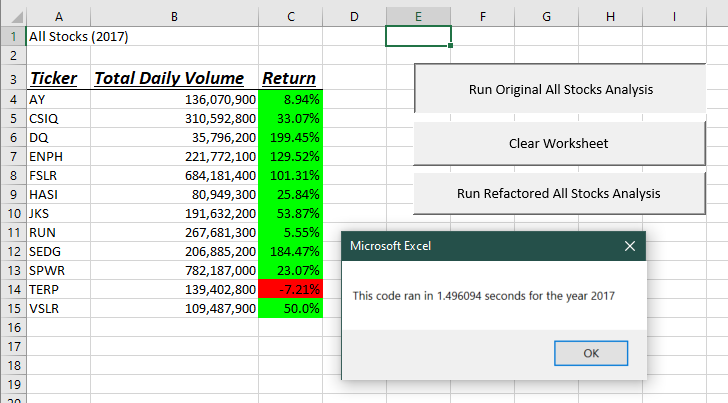 A B C D E F G H I
1 All Stocks (2017)
2
3 Ticker Total Daily Volume Return
4 AY 136,070,900 8.94%
5 CSIQ 310,592,800 33.07%
6 DQ 35,796,200 199.45%
7 ENPH 221,772,100 129.52%
8 FSLR 684,181,400 101.31%
9 HASI 80,949,300 25.84%
10 JKS 191,632,200 53.87%
11 RUN 267,681,300 5.55%
12 SEDG 206,885,200 184.47%
13 SPWR 782,187,000 23.07%
14 TERP 139,402,800 -7.21%
15 VSLR 109,487,900 50.0%
16
17
18
19
20
Run Original All Stocks Analysis
Clear Worksheet
Run Refactored All Stocks Analysis
Microsoft Excel
This code ran in 1.496094 seconds for the year 2017
OK